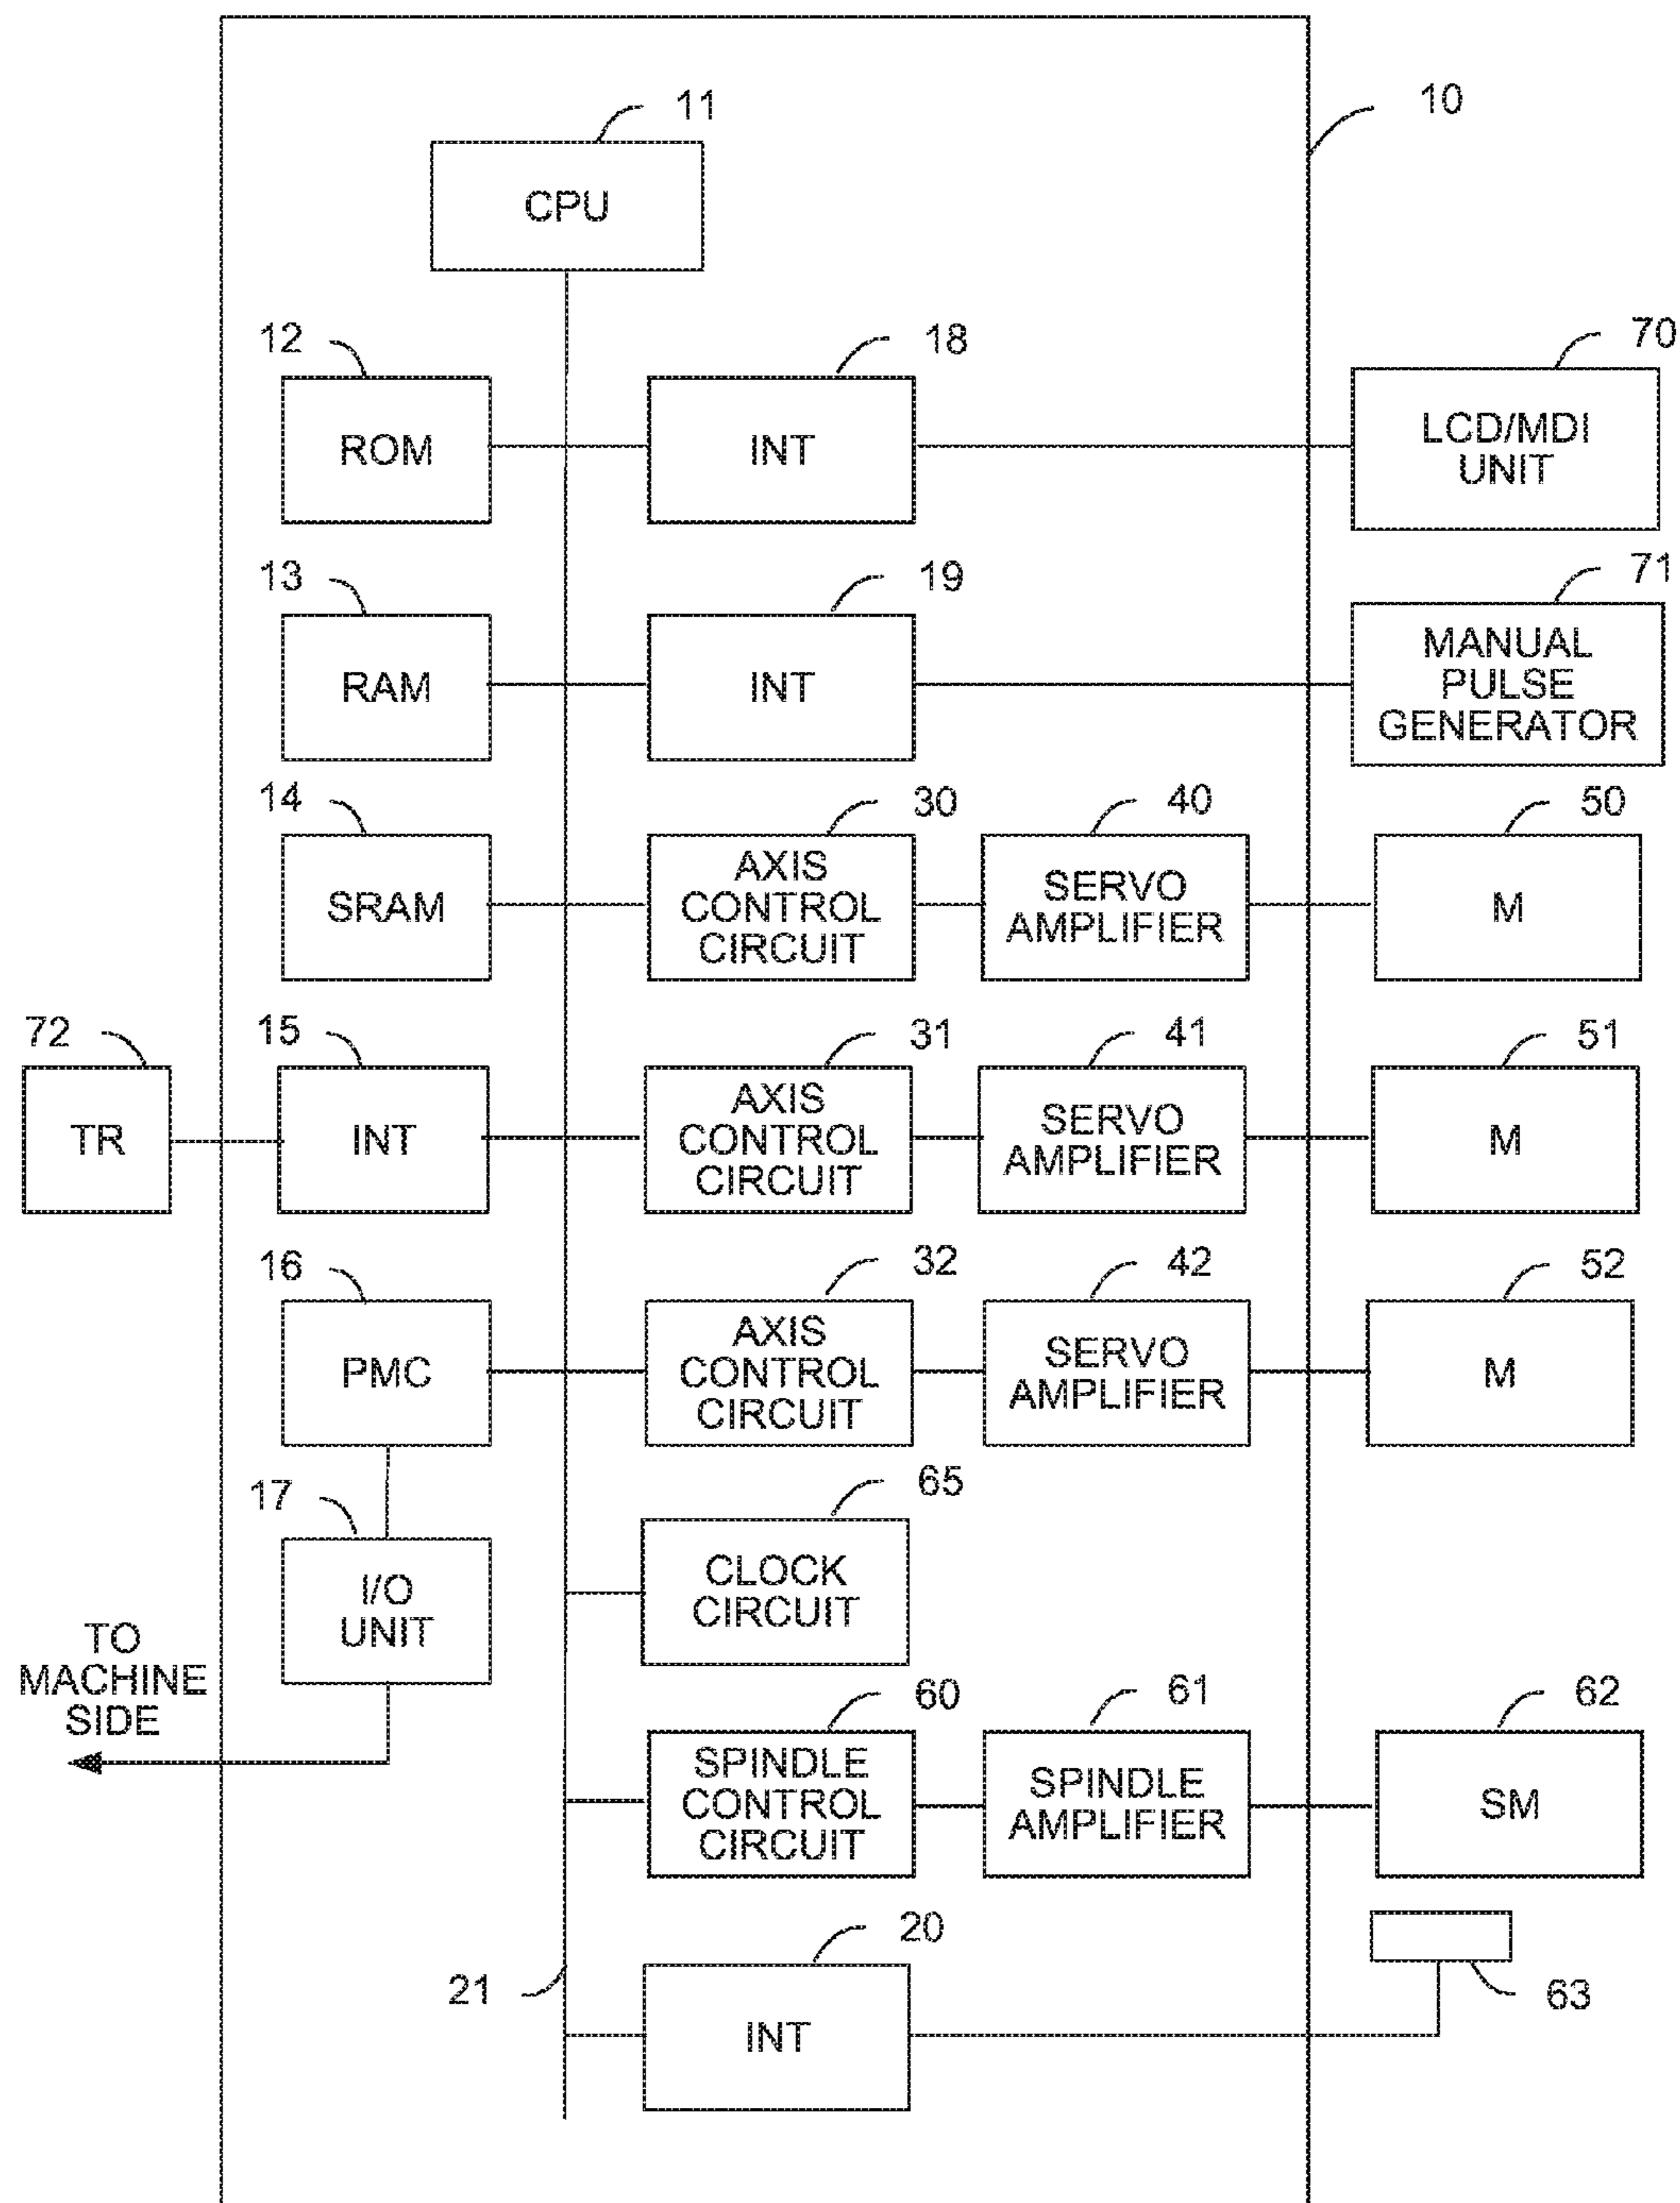 11
10
CPU
12
18
70
ROM
INT
LCD/MDI
UNIT
13
19
71
RAM
INT
MANUAL
PULSE
GENERATOR
14
30
40
50
SRAM
AXIS
CONTROL
CIRCUIT
SERVO
AMPLIFIER
M
72
15
31
41
51
TR
INT
AXIS
CONTROL
CIRCUIT
SERVO
AMPLIFIER
M
16
32
42
52
PMC
AXIS
CONTROL
CIRCUIT
SERVO
AMPLIFIER
M
17
65
I/O
UNIT
CLOCK
CIRCUIT
TO
MACHINE
SIDE
60
61
62
SPINDLE
CONTROL
CIRCUIT
SPINDLE
AMPLIFIER
SM
20
21
63
INT